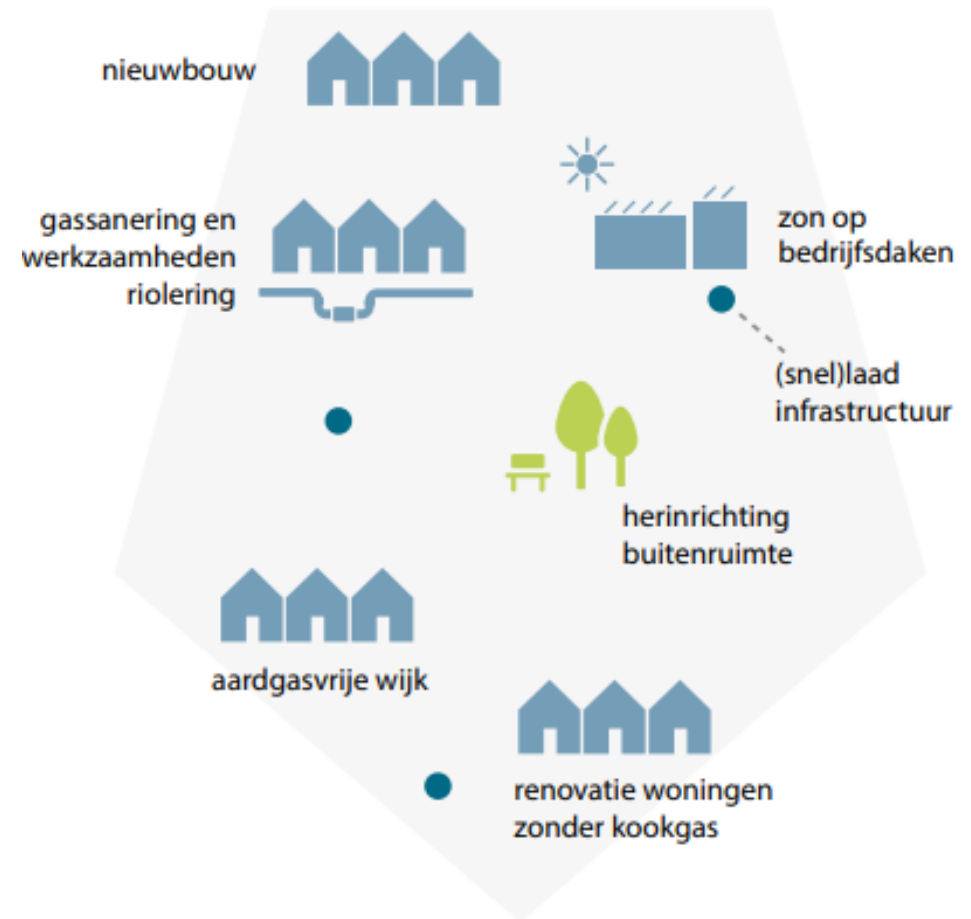 nieuwbouw
gassanering en
werkzaamheden
riolering
zon op
bedrijfsdaken
(snel)laad
infrastructuur
herinrichting
buitenruimte
aardgasvrije wijk
renovatie woningen
zonder kookgas